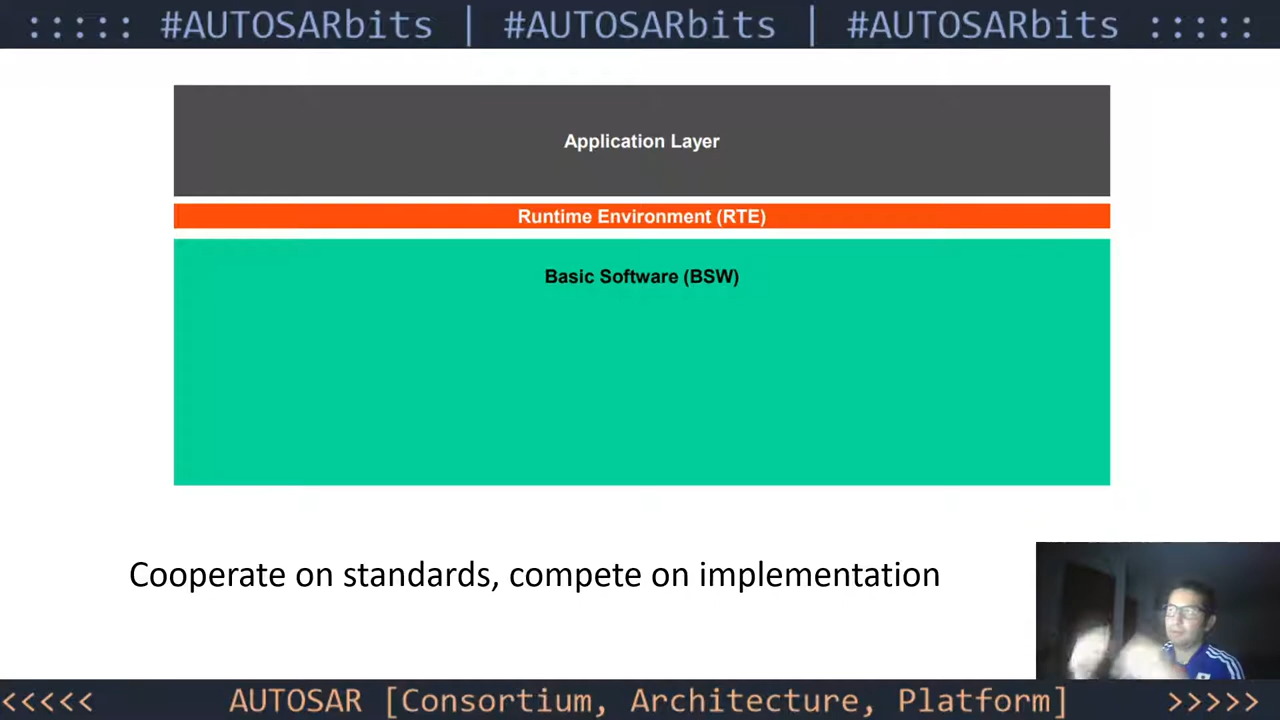 ::::: #AUTOSARbits | #AUTOSARbits | #AUTOSARbits :::::
Application Layer
Runtime Environment (RTE)
Basic Software (BSW)
Cooperate on standards, compete on implementation
<<<<< AUTOSAR [Consortium, Architecture, Platform] >>>>>